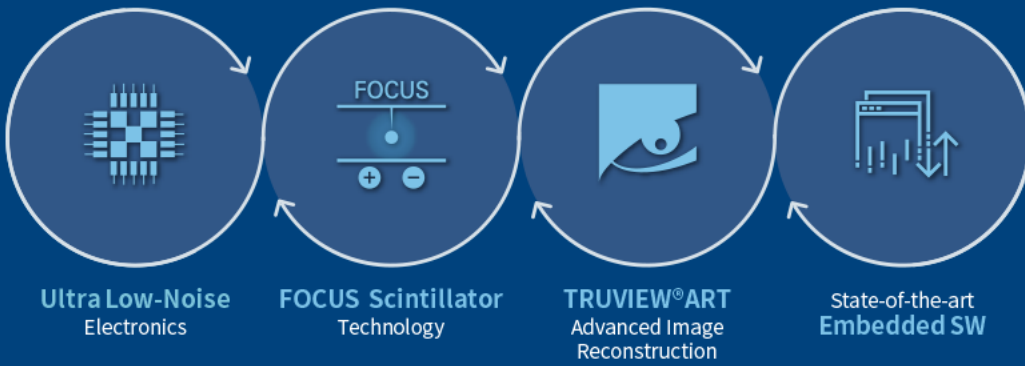 FOCUS
+ −
Ultra Low-Noise
Electronics
FOCUS Scintillator
Technology
TRUVIEW®ART
Advanced Image
Reconstruction
State-of-the-art
Embedded SW